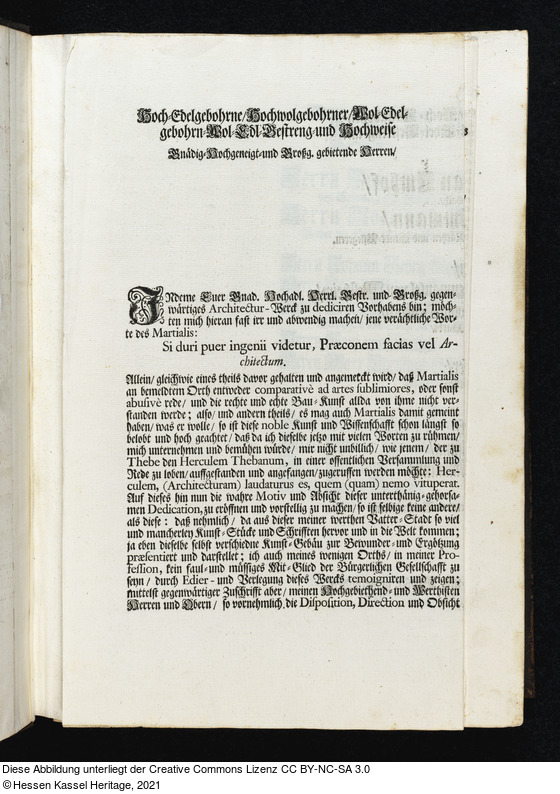 Hoch-Edelgebohrne/Hochwolgebohrner/Wol-Edel-
gebohrn-Wol-Edl-Gestreng-und Hochweise
Gnädig-Hochgeneigt-und Großg. gebietende Herren/
INdeme Euer Gnad. Hochadl. Herrl. Gestr. und Großg. gegen-
wärtiges Architectur-Werck zu dediciren Vorhabens bin; möch-
ten mich hieran fast irr und abwendig machen/ jene verächtliche Wor-
te des Martialis:
Si duri puer ingenii videtur, Præconem facias vel Ar-
chitectum.
Allein/ gleichwie eines theils davor gehalten und angemerckt wird/ daß Martialis
an bemeldtem Orth entweder comparativè ad artes sublimiores, oder sonst
abusivè rede/ und die rechte und echte Bau-Kunst allda von ihme nicht ver-
standen werde; also/ und andern theils/ es mag auch Martialis damit gemeint
haben/ was er wolle/ so ist diese noble Kunst und Wissenschafft schon längst so
belobt und hoch geachtet/ daß da ich dieselbe jetzo mit vielen Worten zu rühmen/
mich unternehmen und bemühen würde/ mir nicht unbillich/ wie jenem/ der zu
Thebe den Herculem Thebanum, in einer offentlichen Versammlung und
Rede zu loben/ auffgestanden und angefangen/ zugeruffen werden möchte: Her-
culem, (Architecturam) laudaturus es, quem (quam) nemo vituperat.
Auf dieses hin nun die wahre Motiv und Absicht dieser unterthänig-gehorsa-
men Dedication, zu eröffnen und vorstellig zu machen/ so ist selbige keine andere/
als diese: daß nehmlich/ da aus dieser meiner werthen Vatter-Stadt so viel
und mancherley Kunst-Stücke und Schrifften hervor und in die Welt kommen;
ja eben dieselbe selbst verschiedne Kunst-Gebäu zur Bewunder- und Ergötzung
præsentirt und darstellet; ich auch meines wenigen Orths/ in meiner Pro-
fession, kein faul-und müssiges Mit-Glied der Bürgerlichen Gesellschafft zu
seyn/ durch Edier-und Verlegung dieses Wercks temoigniren und zeigen;
mittelst gegenwärtiger Zuschrifft aber/ meinen Hochgebiethend-und Werthisten
Herren und Obern/ so vornehmlich die Disposition, Direction und Obsicht
Diese Abbildung unterliegt der Creative Commons Lizenz CC BY-NC-SA 3.0
©Hessen Kassel Heritage, 2021